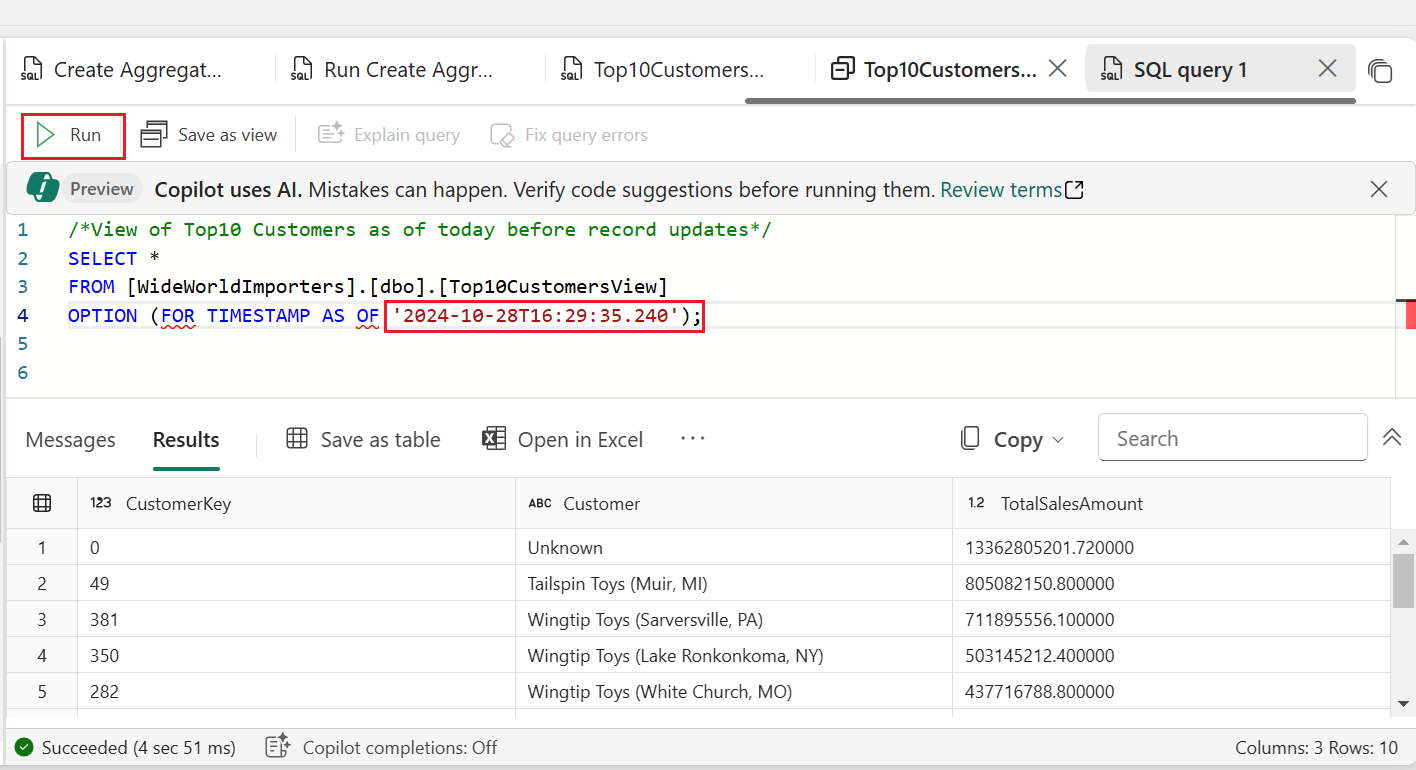 Create Aggregat... Run Create Aggr... Top10Customers... Top10Customers... SQL query 1
Run Save as view Explain query Fix query errors
Preview Copilot uses AI. Mistakes can happen. Verify code suggestions before running them. Review terms
1 /*View of Top10 Customers as of today before record updates*/
2 SELECT *
3 FROM [WideWorldImporters].[dbo].[Top10CustomersView]
4 OPTION (FOR TIMESTAMP AS OF '2024-10-28T16:29:35.240');
5
6
Messages Results Save as table Open in Excel ... Copy Search
123 CustomerKey ABC Customer 1.2 TotalSalesAmount
1 0 Unknown 13362805201.720000
2 49 Tailspin Toys (Muir, MI) 805082150.800000
3 381 Wingtip Toys (Sarversville, PA) 711895556.100000
4 350 Wingtip Toys (Lake Ronkonkoma, NY) 503145212.400000
5 282 Wingtip Toys (White Church, MO) 437716788.800000
Succeeded (4 sec 51 ms) Copilot completions: Off Columns: 3 Rows: 10